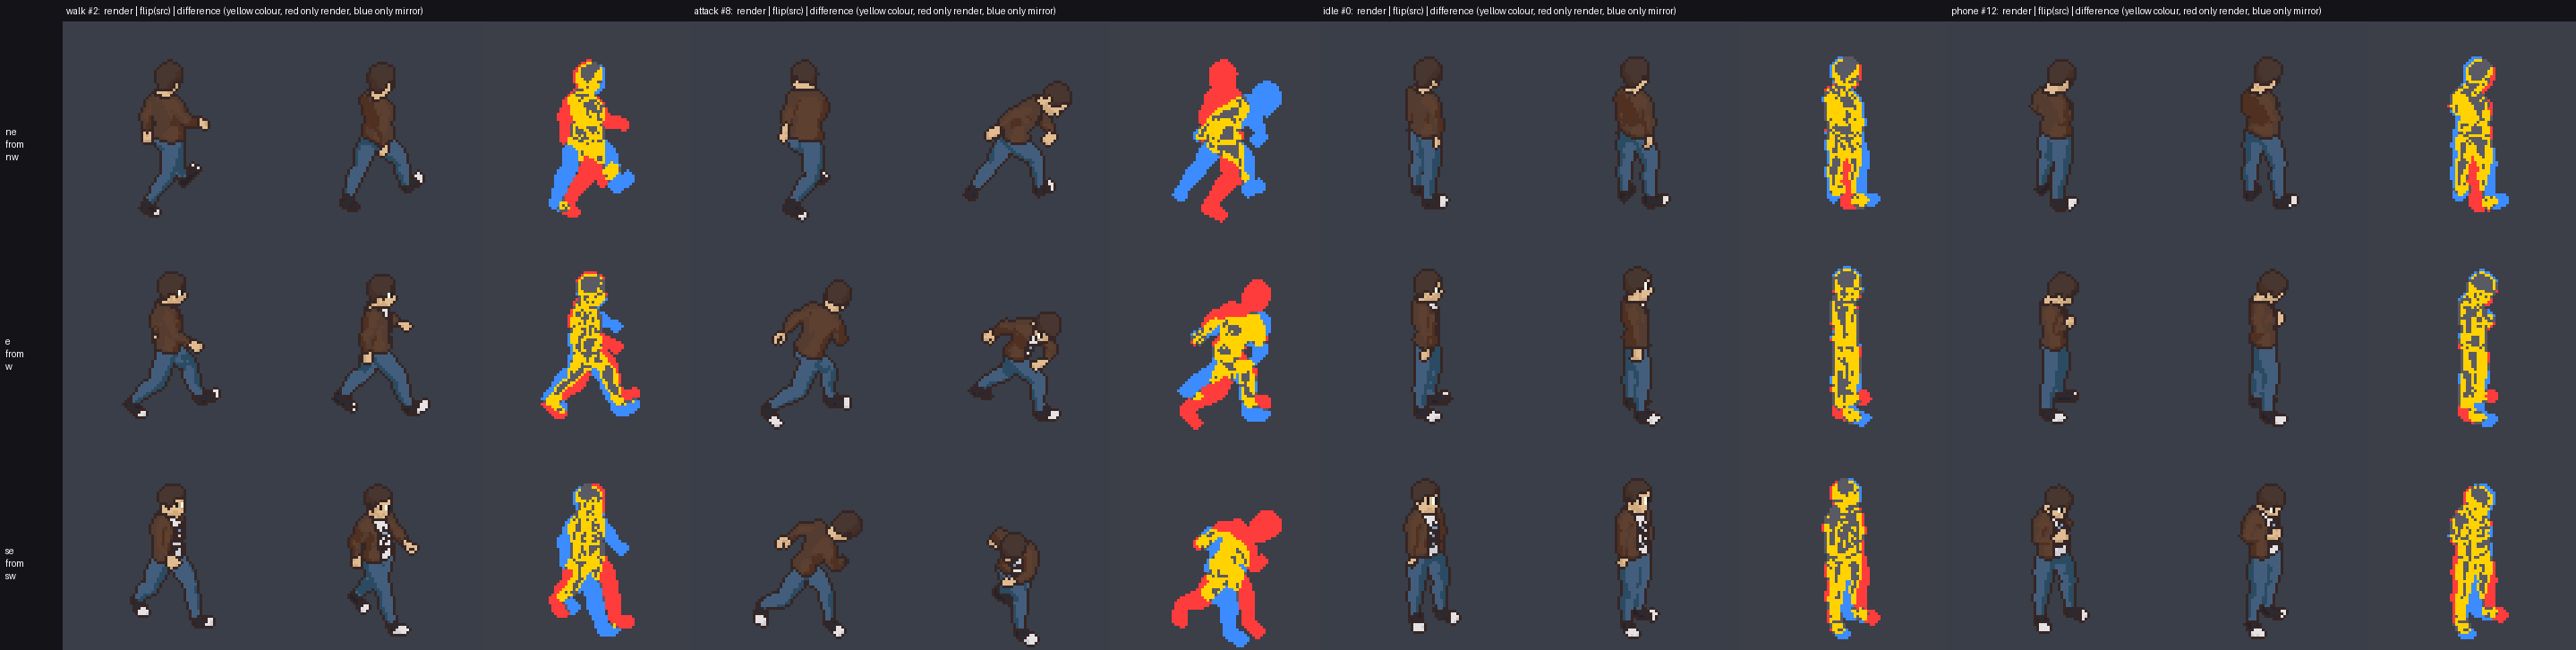 walk #2: render | flip(src) | difference (yellow colour, red only render, blue only mirror)
attack #8: render | flip(src) | difference (yellow colour, red only render, blue only mirror)
idle #0: render | flip(src) | difference (yellow colour, red only render, blue only mirror)
phone #12: render | flip(src) | difference (yellow colour, red only render, blue only mirror)
ne
from
nw
e
from
w
se
from
sw